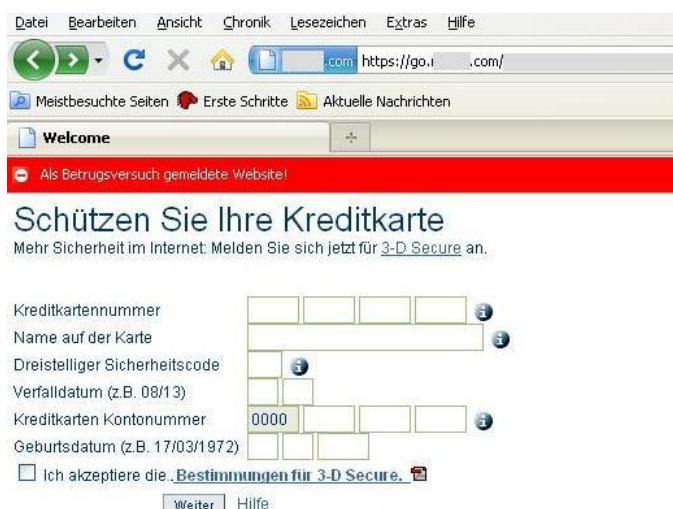 Datei Bearbeiten Ansicht Chronik Lesezeichen Extras Hilfe
.com https://go. .com/
Meistbesuchte Seiten Erste Schritte Aktuelle Nachrichten
Welcome
Als Betrugsversuch gemeldete Website!
Schützen Sie Ihre Kreditkarte
Mehr Sicherheit im Internet: Melden Sie sich jetzt für 3-D Secure an.
Kreditkartennummer
Name auf der Karte
Dreistelliger Sicherheitscode
Verfalldatum (z.B. 08/13)
Kreditkarten Kontonummer 0000
Geburtsdatum (z.B. 17/03/1972)
Ich akzeptiere die. Bestimmungen für 3-D Secure.
Weiter Hilfe